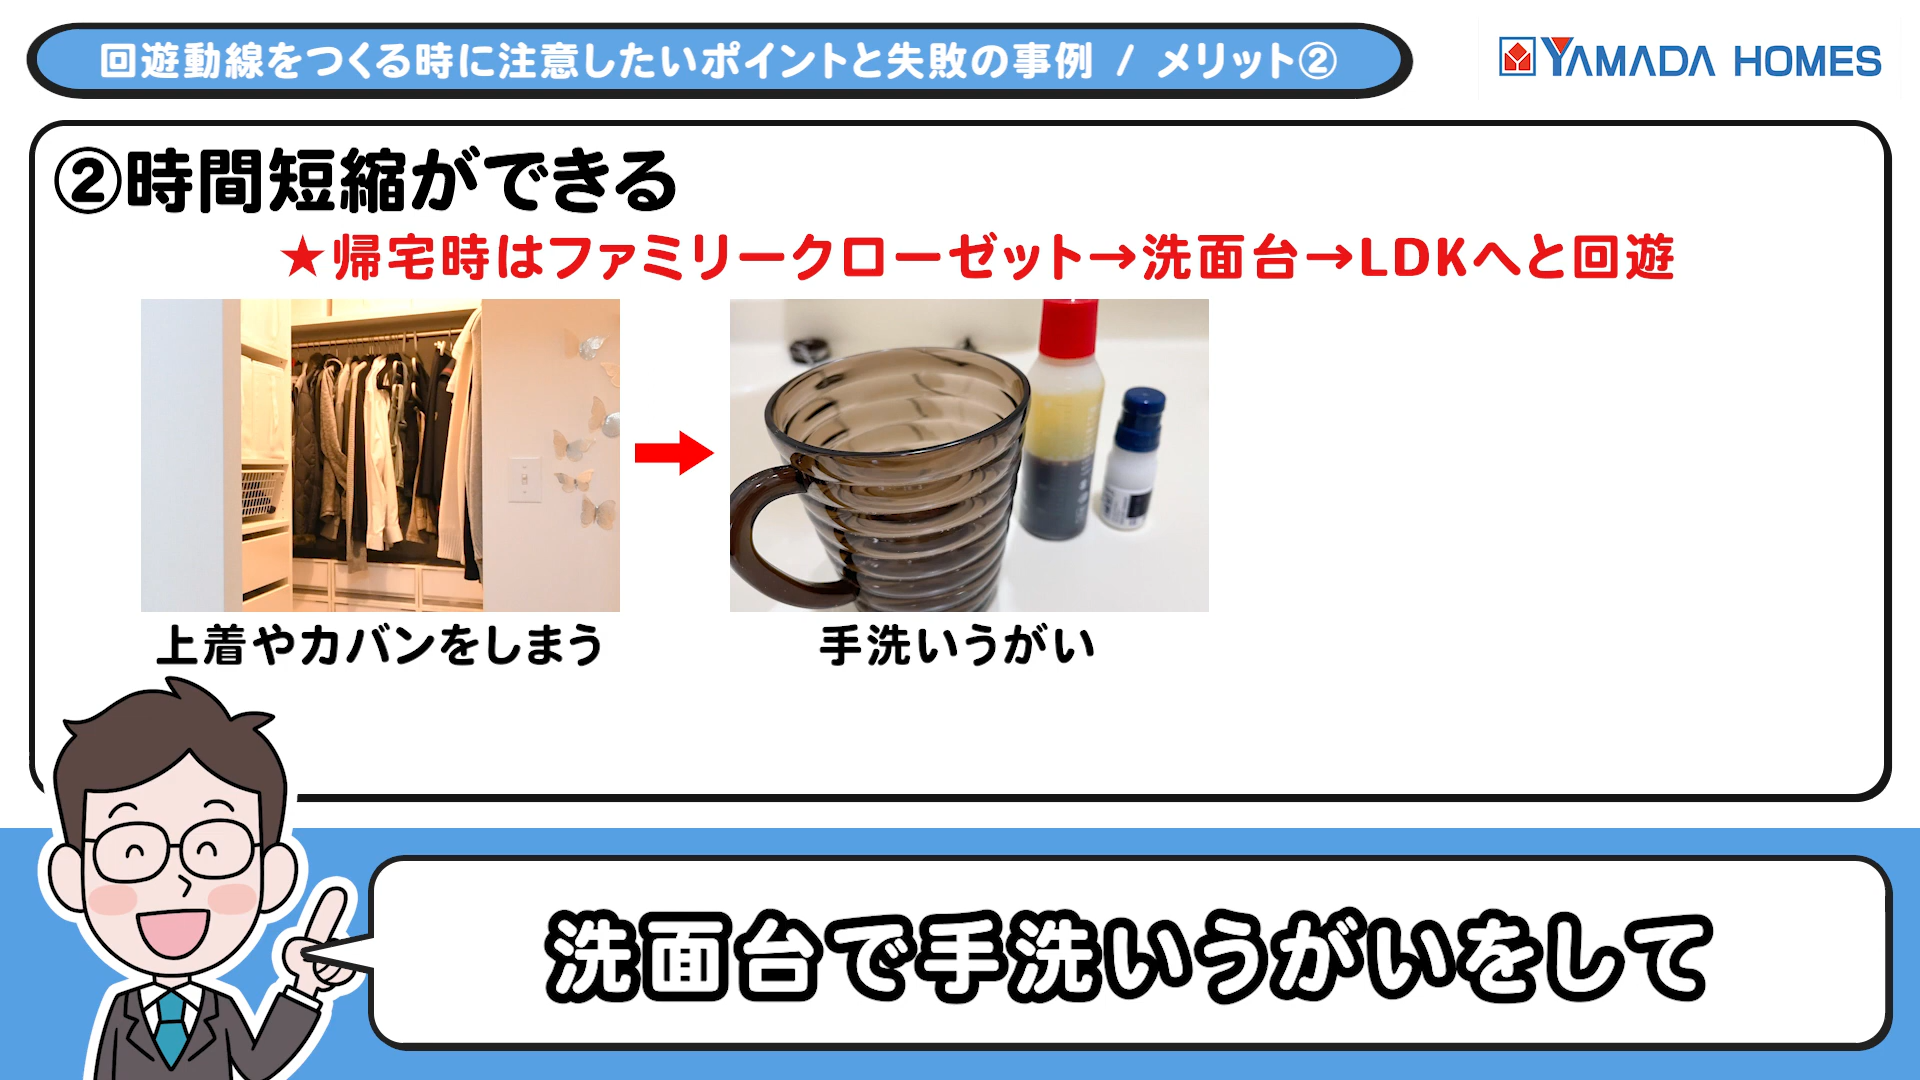 回遊動線をつくる時に注意したいポイントと失敗の事例 / メリット②
YAMADA HOMES
②時間短縮ができる
★帰宅時はファミリークローゼット→洗面台→LDKへと回遊
上着やカバンをしまう
手洗いうがい
洗面台で手洗いうがいをして